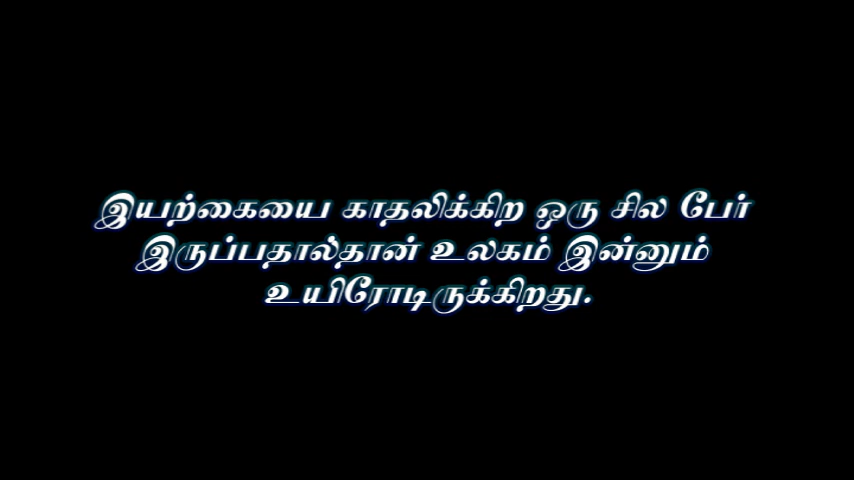 இயற்கையை காதலிக்கிற ஒரு சில பேர்
இருப்பதால்தான் உலகம் இன்னும்
உயிரோடிருக்கிறது.